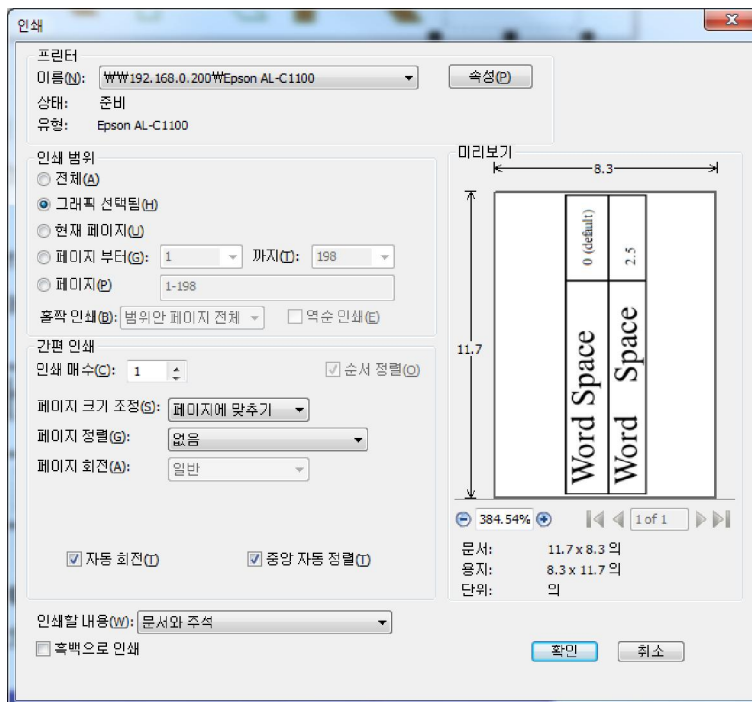 인쇄
프린터
이름(N): ₩₩192.168.0.200₩Epson AL-C1100
속성(P)
상태: 준비
유형: Epson AL-C1100
인쇄 범위
전체(A)
그래픽 선택됨(H)
현재 페이지(U)
페이지 부터(G): 1 까지(T): 198
페이지(P) 1-198
홀짝 인쇄(B): 범위안 페이지 전체 역순 인쇄(E)
간편 인쇄
인쇄 매수(C): 1 순서 정렬(O)
페이지 크기 조정(S): 페이지에 맞추기
페이지 정렬(G): 없음
페이지 회전(A): 일반
자동 회전(T) 중앙 자동 정렬(T)
인쇄할 내용(W): 문서와 주석
흑백으로 인쇄
미리보기
8.3
11.7
Word Space 0 (default)
Word Space 2.5
384.54% 1 of 1
문서: 11.7 x 8.3 의
용지: 8.3 x 11.7 의
단위: 의
확인 취소